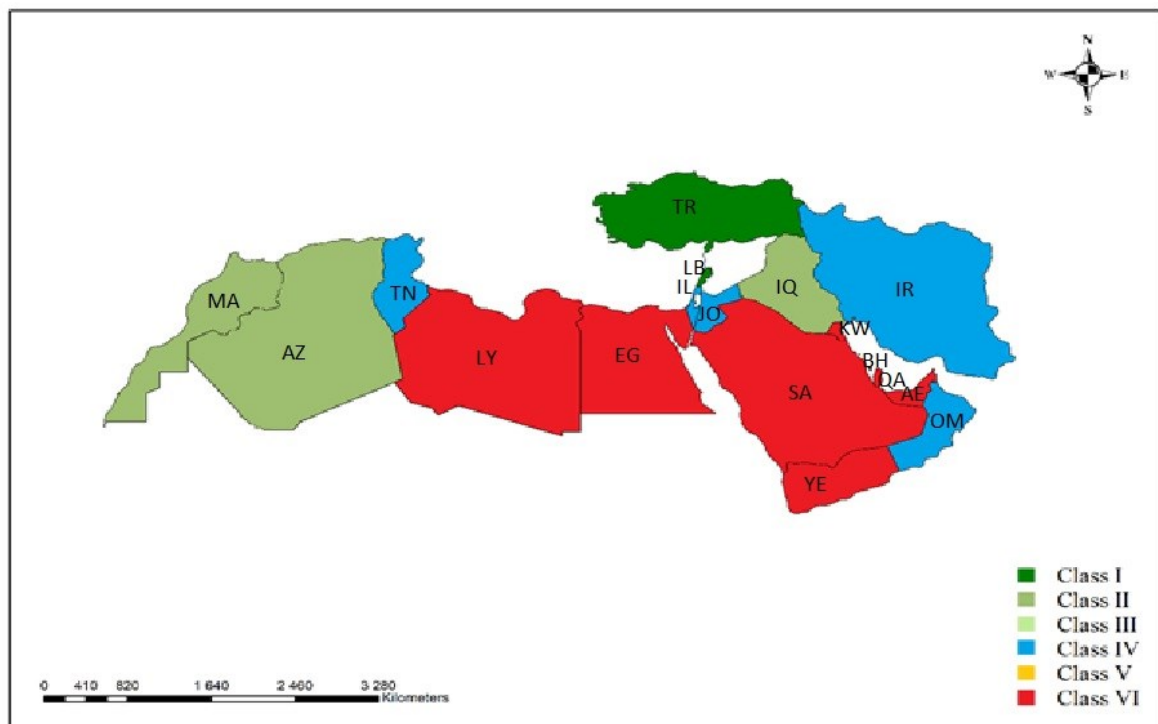 N
W E
S
TR
LB
IL
IQ
IR
MA
TN
JO
KW
AZ
LY
EG
BH
QA
SA
AE
OM
YE
Class I
Class II
Class III
Class IV
Class V
Class VI
0 410 820 1 640 2 460 3 280
Kilometers